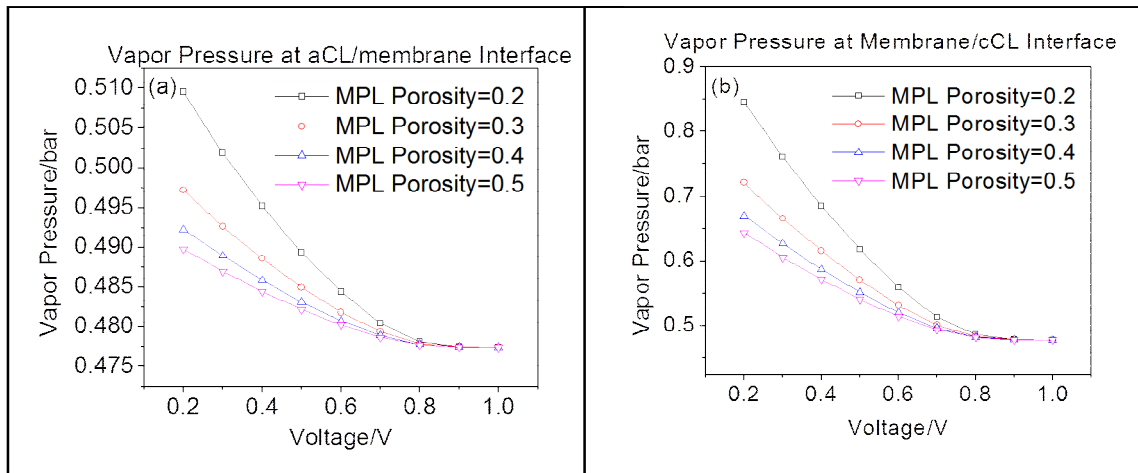 Vapor Pressure at aCL/membrane Interface
(a)
MPL Porosity=0.2
MPL Porosity=0.3
MPL Porosity=0.4
MPL Porosity=0.5
Vapor Pressure/bar
0.510
0.505
0.500
0.495
0.490
0.485
0.480
0.475
0.2 0.4 0.6 0.8 1.0
Voltage/V
Vapor Pressure at Membrane/cCL Interface
(b)
MPL Porosity=0.2
MPL Porosity=0.3
MPL Porosity=0.4
MPL Porosity=0.5
Vapor Pressure/bar
0.9
0.8
0.7
0.6
0.5
0.2 0.4 0.6 0.8 1.0
Voltage/V